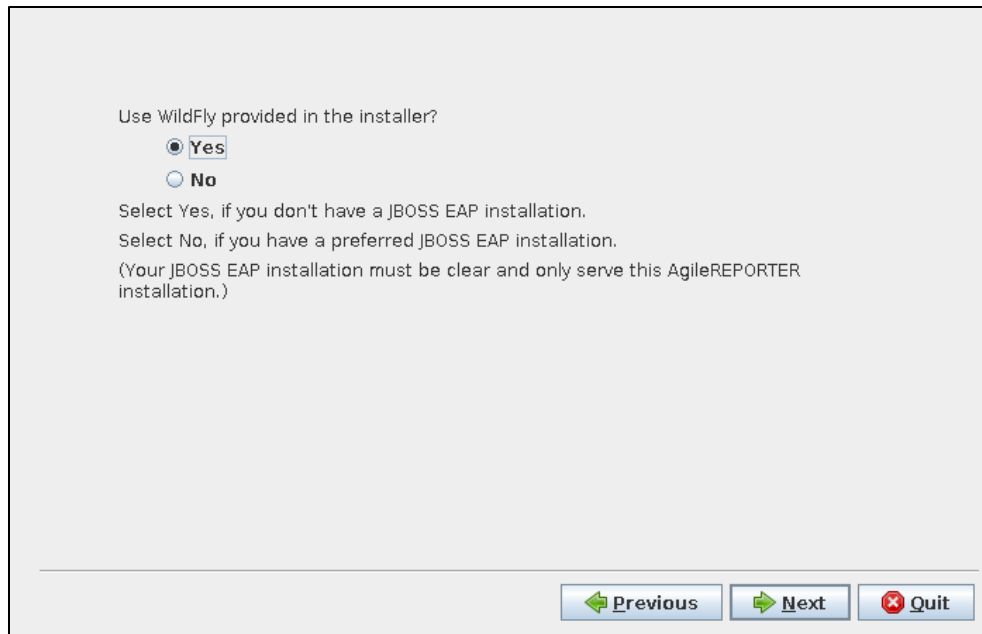 Use WildFly provided in the installer?
Yes
No
Select Yes, if you don't have a JBOSS EAP installation.
Select No, if you have a preferred JBOSS EAP installation.
(Your JBOSS EAP installation must be clear and only serve this AgileREPORTER
installation.)
Previous Next Quit